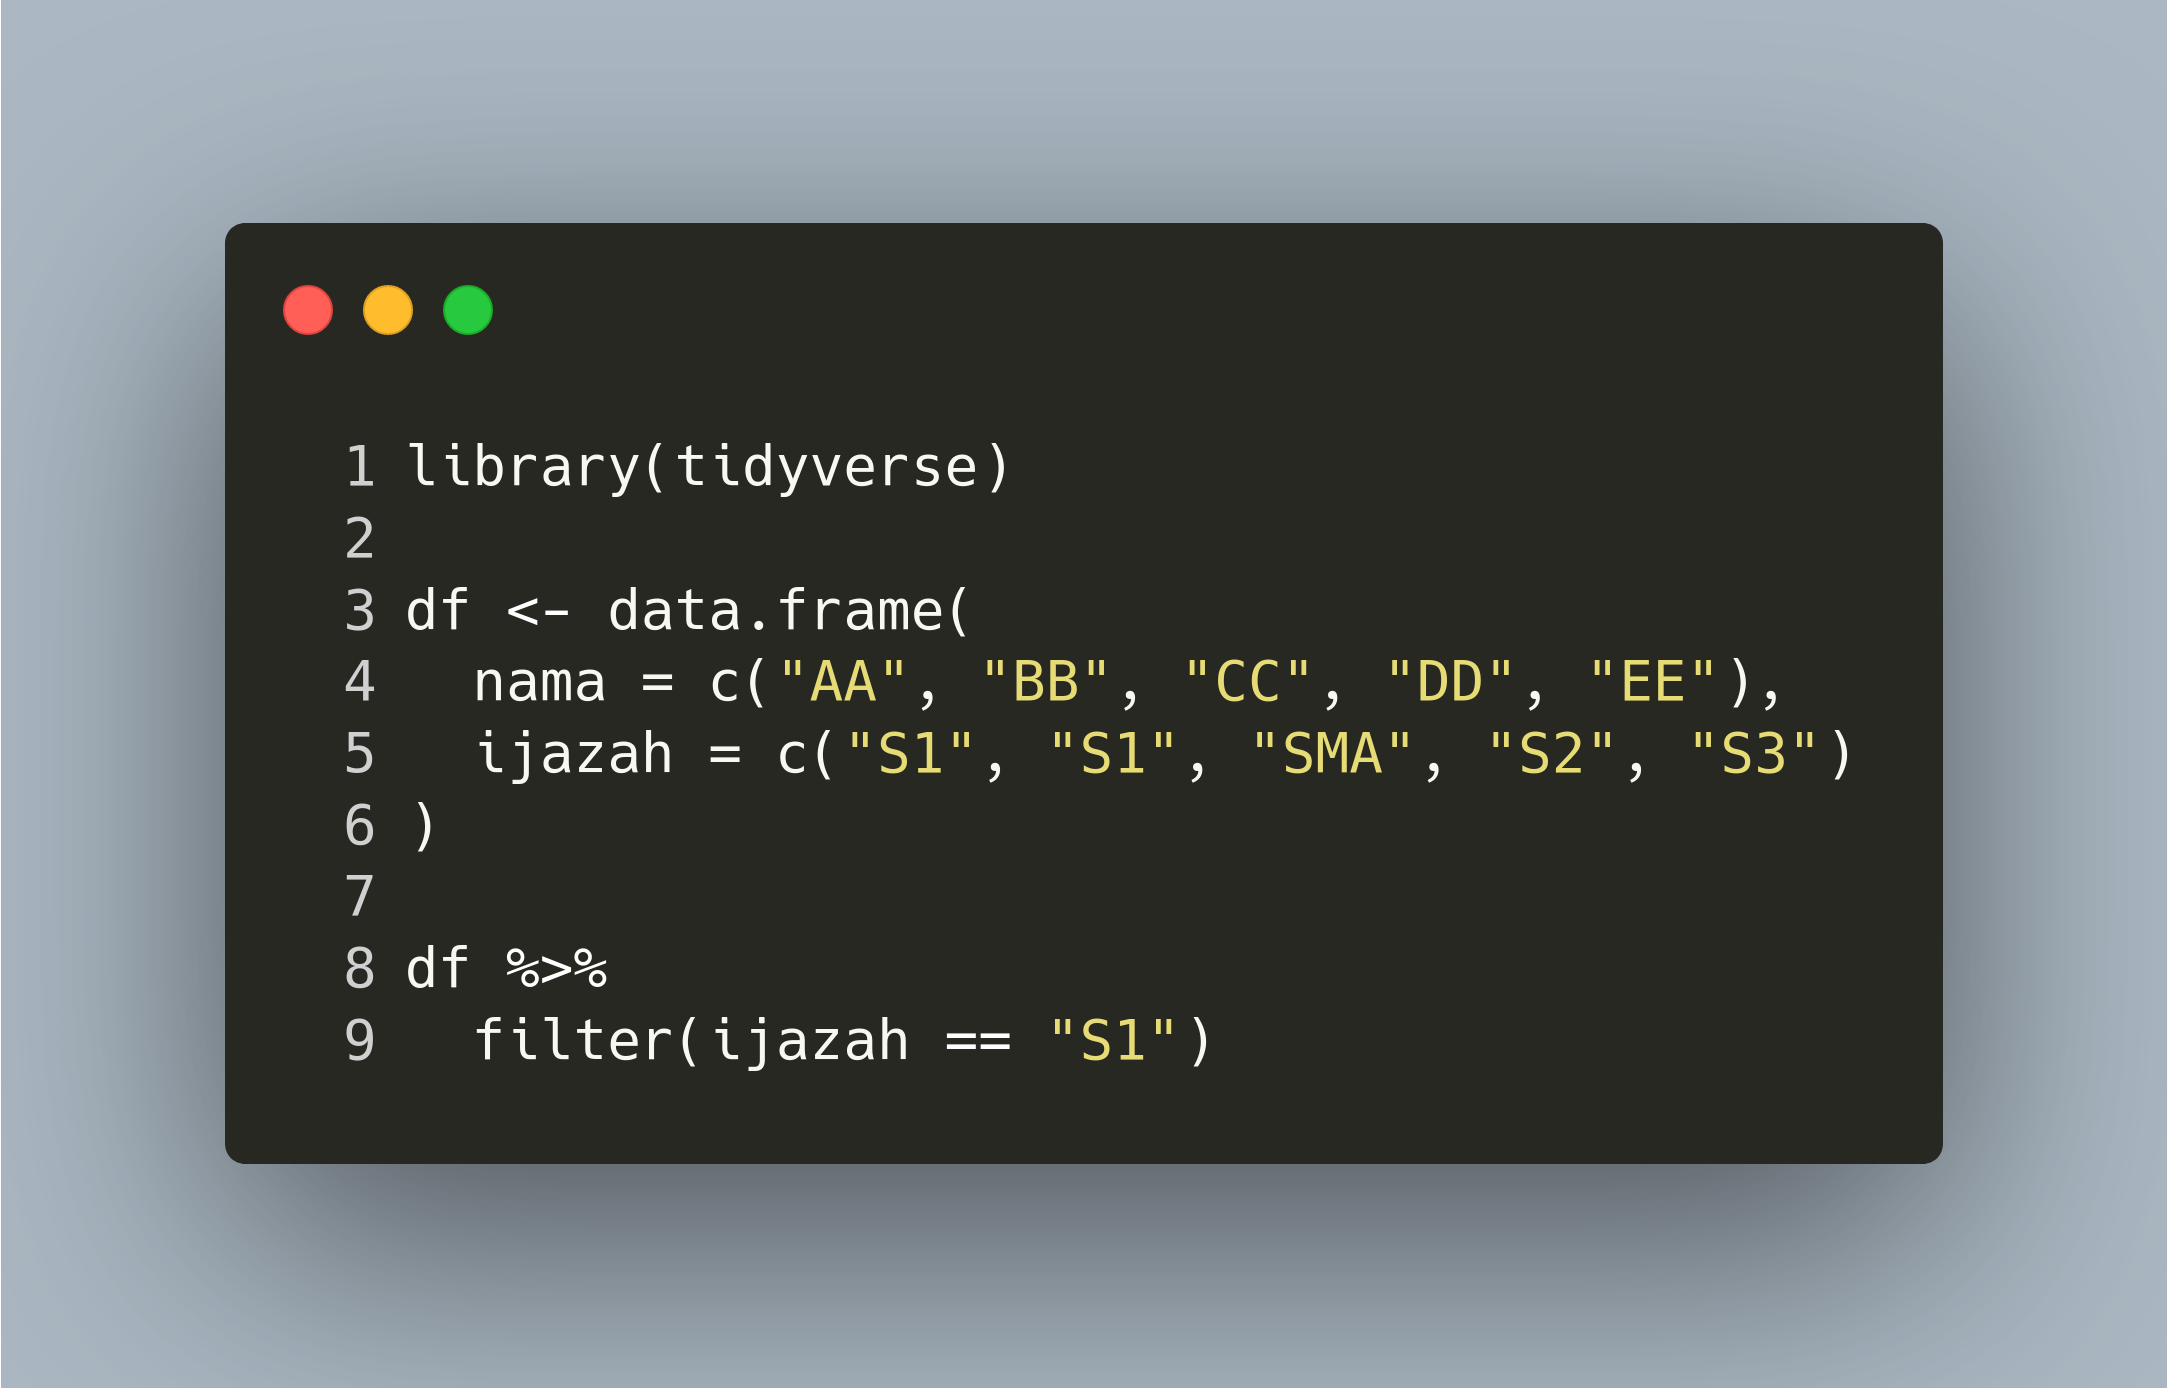 1 library(tidyverse)
2
3 df <- data.frame(
4   nama = c("AA", "BB", "CC", "DD", "EE"),
5   ijazah = c("S1", "S1", "SMA", "S2", "S3")
6 )
7
8 df %>%
9   filter(ijazah == "S1")